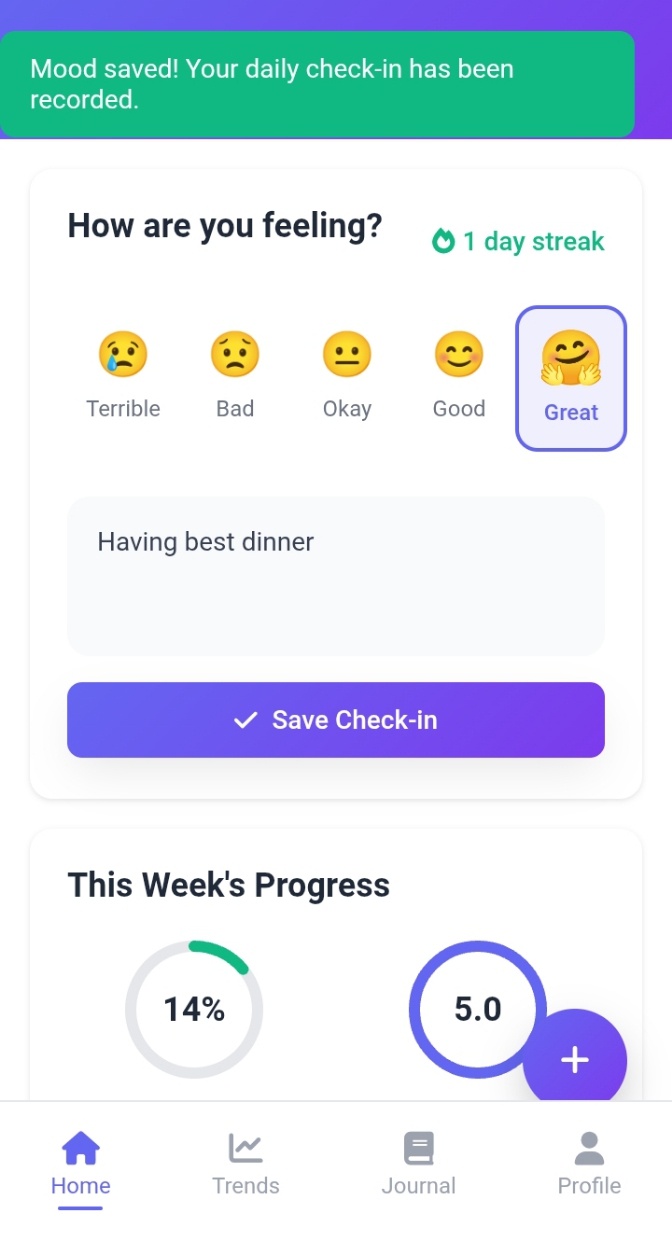 Mood saved! Your daily check-in has been
recorded.
How are you feeling?
1 day streak
Terrible
Bad
Okay
Good
Great
Having best dinner
Save Check-in
This Week's Progress
14%
5.0
Home
Trends
Journal
Profile